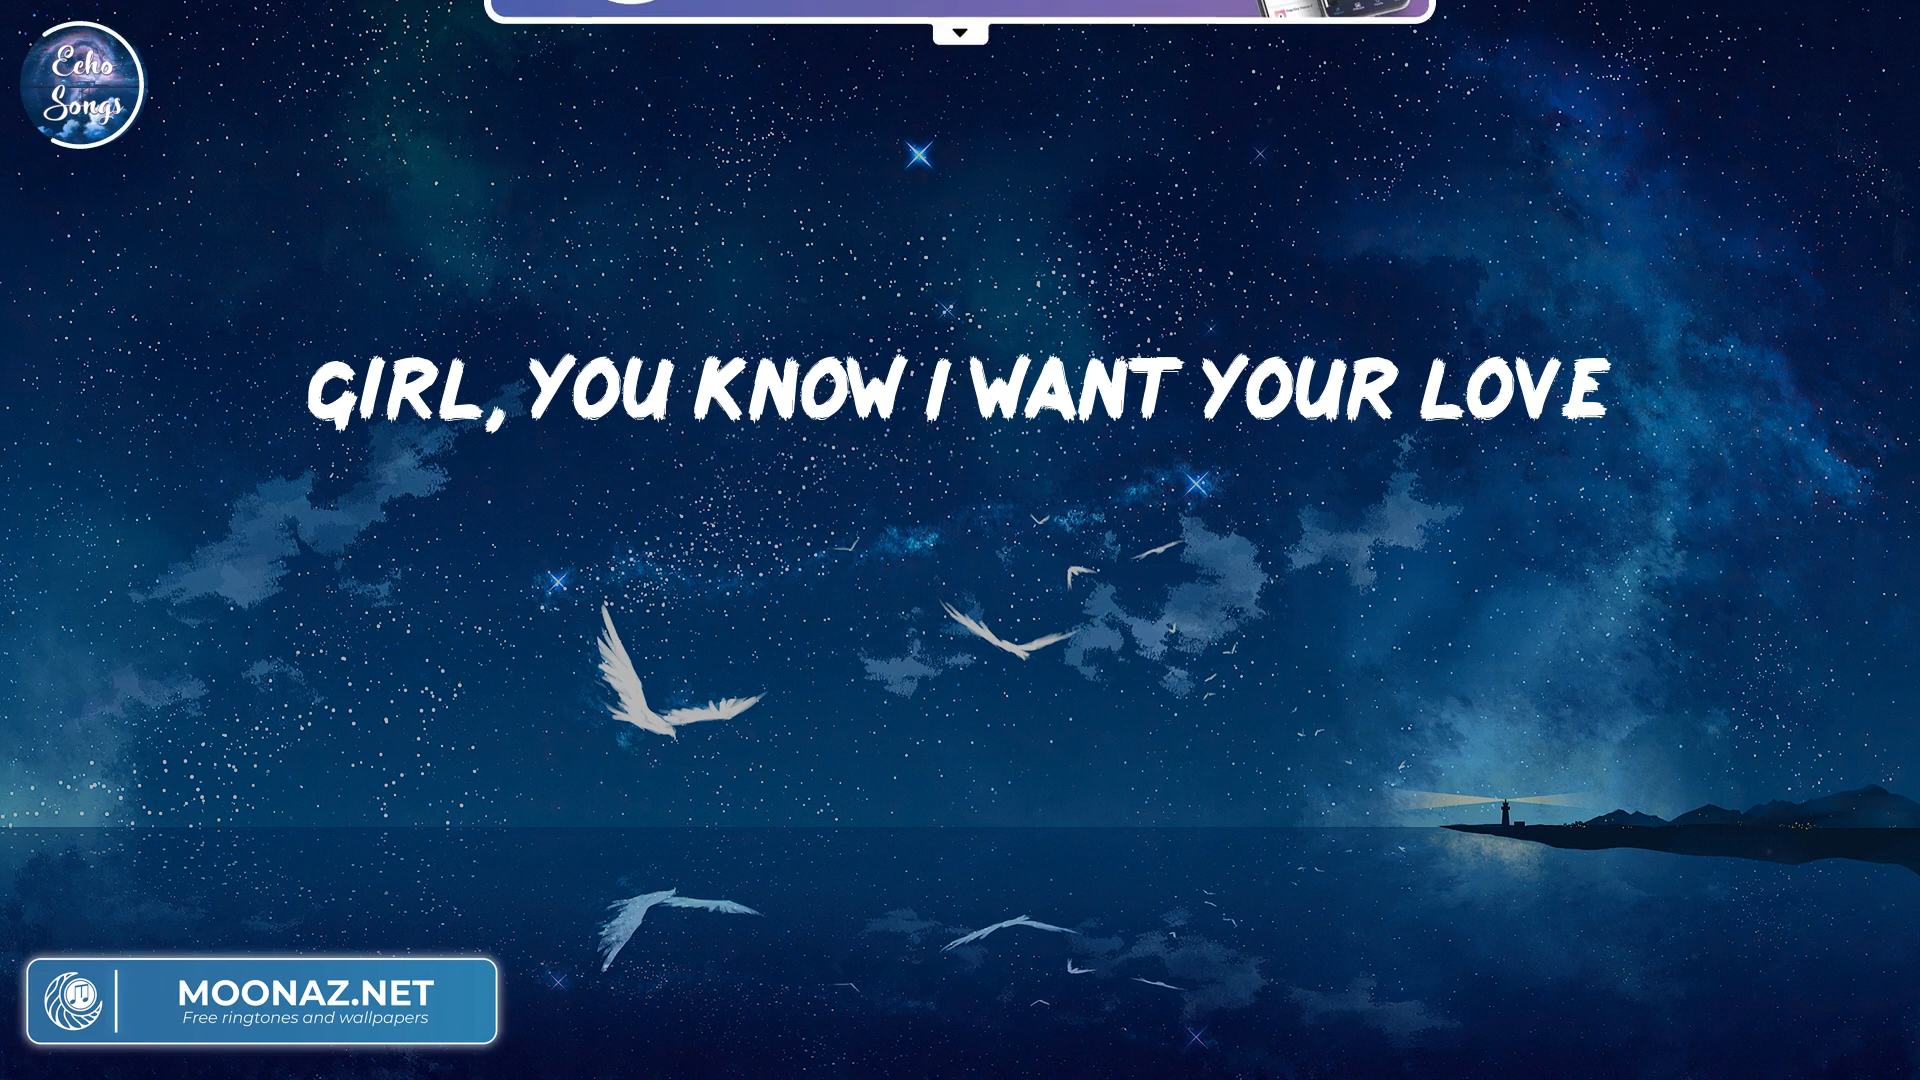 Echo
Songs
GIRL, YOU KNOW I WANT YOUR LOVE
MOONAZ.NET
Free ringtones and wallpapers